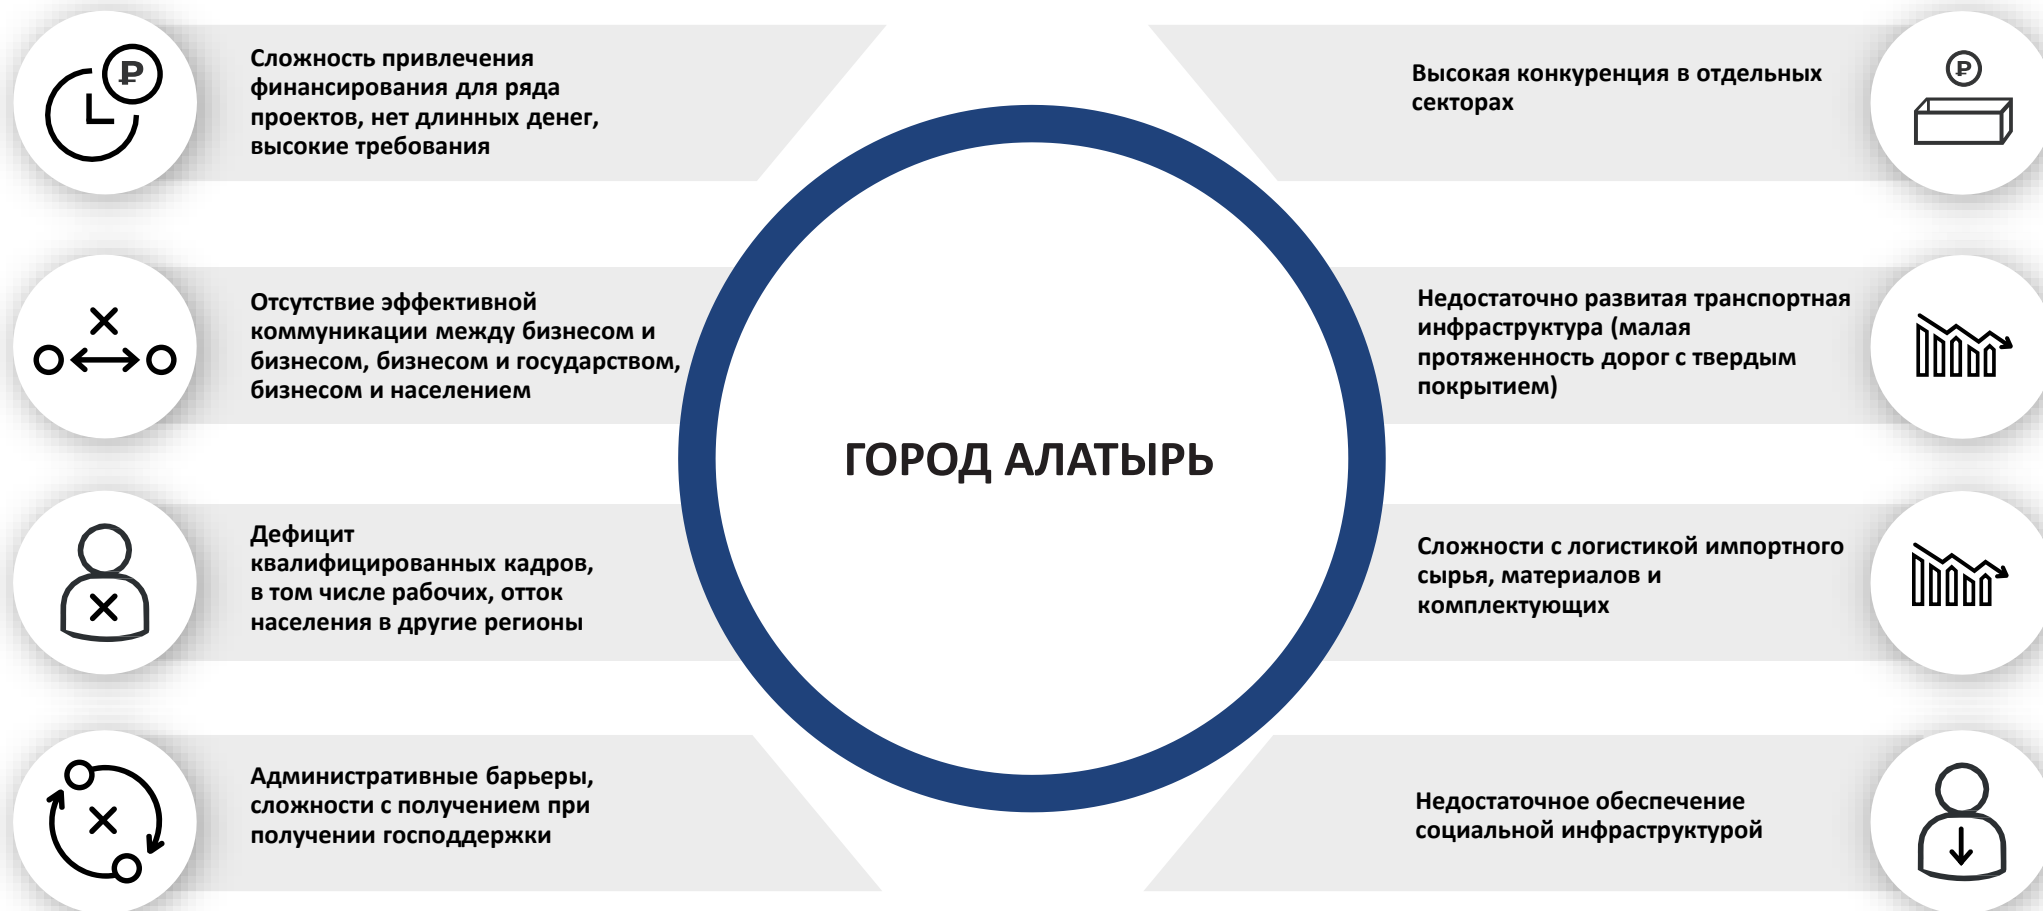 Сложность привлечения
финансирования для ряда
проектов, нет длинных денег,
высокие требования
Отсутствие эффективной
коммуникации между бизнесом и
бизнесом, бизнесом и государством,
бизнесом и населением
Дефицит
квалифицированных кадров,
в том числе рабочих, отток
населения в другие регионы
Административные барьеры,
сложности с получением при
получении господдержки
ГОРОД АЛАТЫРЬ
Высокая конкуренция в отдельных
секторах
Недостаточно развитая транспортная
инфраструктура (малая
протяженность дорог с твердым
покрытием)
Сложности с логистикой импортного
сырья, материалов и
комплектующих
Недостаточное обеспечение
социальной инфраструктурой